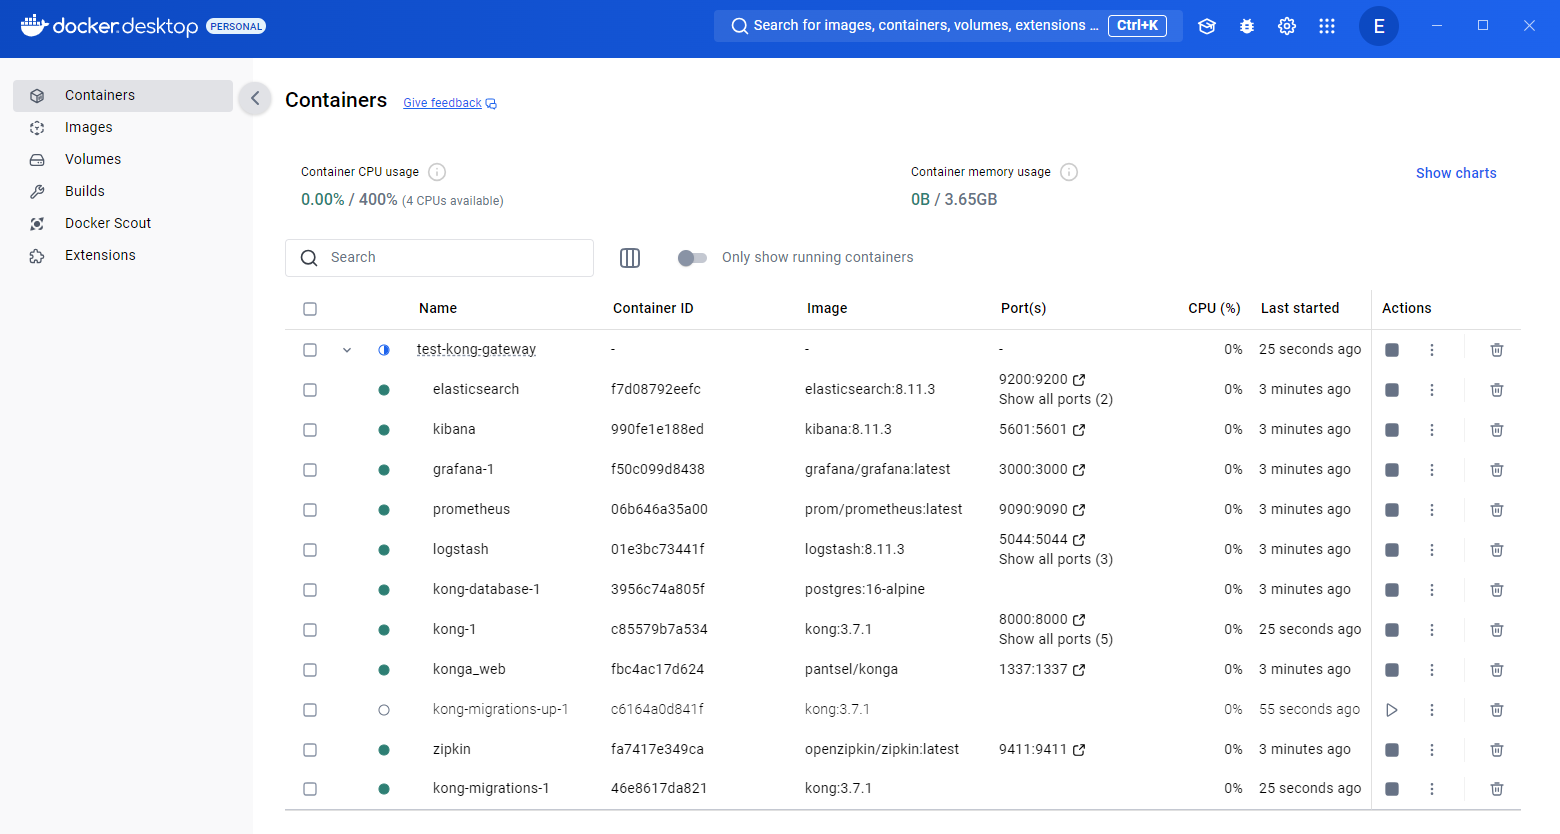 docker.desktop PERSONAL
Search for images, containers, volumes, extensions ... Ctrl+K
E
Containers
Images
Volumes
Builds
Docker Scout
Extensions
Containers Give feedback
Container CPU usage
0.00% / 400% (4 CPUs available)
Container memory usage
0B / 3.65GB
Show charts
Search
Only show running containers
Name Container ID Image Port(s) CPU (%) Last started Actions
test-kong-gateway - - - 0% 25 seconds ago
elasticsearch f7d08792eefc elasticsearch:8.11.3 9200:9200 0% 3 minutes ago
Show all ports (2)
kibana 990fe1e188ed kibana:8.11.3 5601:5601 0% 3 minutes ago
grafana-1 f50c099d8438 grafana/grafana:latest 3000:3000 0% 3 minutes ago
prometheus 06b646a35a00 prom/prometheus:latest 9090:9090 0% 3 minutes ago
logstash 01e3bc73441f logstash:8.11.3 5044:5044 0% 3 minutes ago
Show all ports (3)
kong-database-1 3956c74a805f postgres:16-alpine 0% 3 minutes ago
kong-1 c85579b7a534 kong:3.7.1 8000:8000 0% 25 seconds ago
Show all ports (5)
konga_web fbc4ac17d624 pantsel/konga 1337:1337 0% 3 minutes ago
kong-migrations-up-1 c6164a0d841f kong:3.7.1 0% 55 seconds ago
zipkin fa7417e349ca openzipkin/zipkin:latest 9411:9411 0% 3 minutes ago
kong-migrations-1 46e8617da821 kong:3.7.1 0% 25 seconds ago